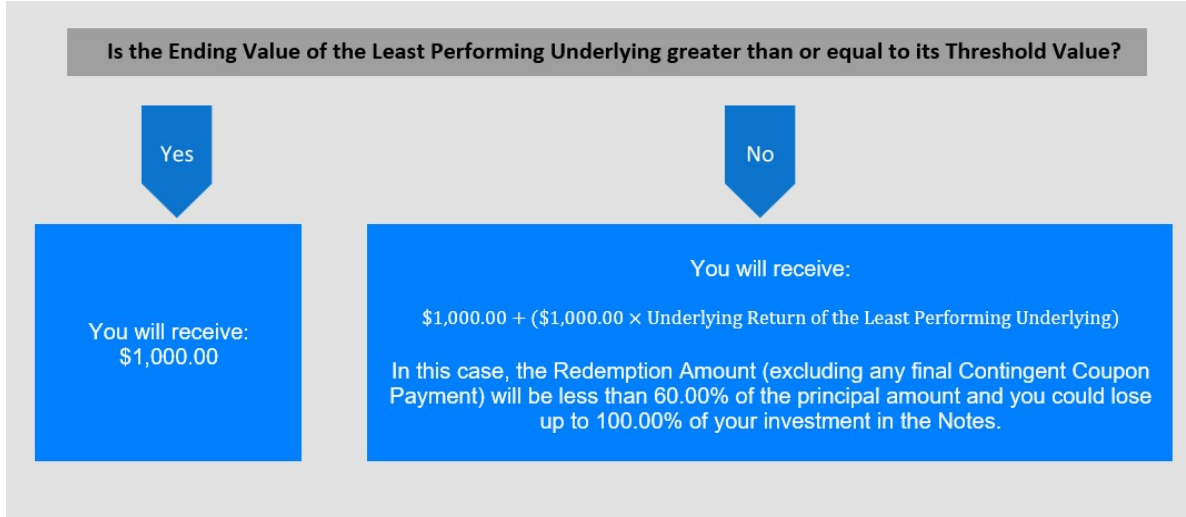 Is the Ending Value of the Least Performing Underlying greater than or equal to its Threshold Value?
Yes
No
You will receive:
$1,000.00
You will receive:
$1,000.00 + ($1,000.00 × Underlying Return of the Least Performing Underlying)
In this case, the Redemption Amount (excluding any final Contingent Coupon
Payment) will be less than 60.00% of the principal amount and you could lose
up to 100.00% of your investment in the Notes.